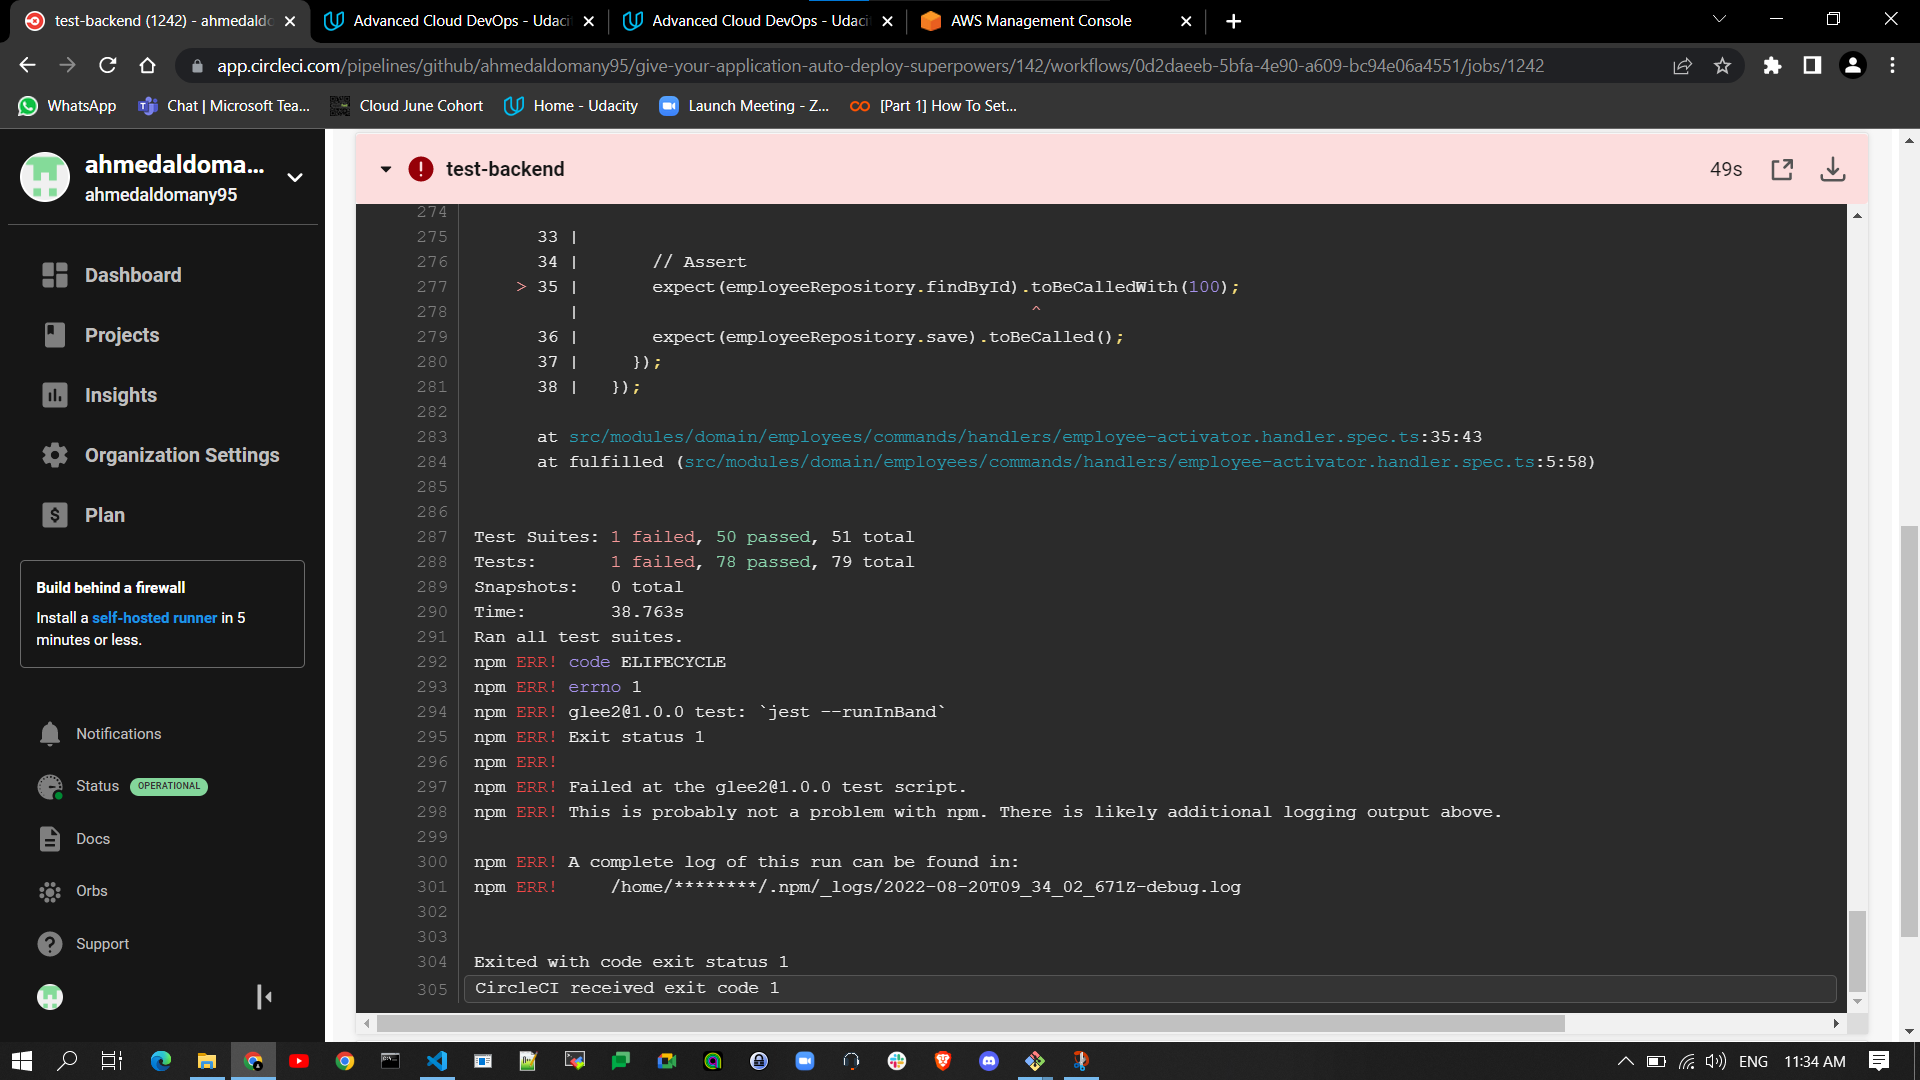 test-backend (1242) - ahmedaldo
Advanced Cloud DevOps - Udaci
Advanced Cloud DevOps - Udaci
AWS Management Console
app.circleci.com/pipelines/github/ahmedaldomany95/give-your-application-auto-deploy-superpowers/142/workflows/0d2daeeb-5bfa-4e90-a609-bc94e06a4551/jobs/1242
WhatsApp
Chat | Microsoft Tea...
Cloud June Cohort
Home - Udacity
Launch Meeting - Z...
[Part 1] How To Set...
ahmedaldoma...
ahmedaldomany95
Dashboard
Projects
Insights
Organization Settings
Plan
Build behind a firewall
Install a self-hosted runner in 5
minutes or less.
Notifications
Status OPERATIONAL
Docs
Orbs
Support
test-backend
49s
274
275 33 |
276 34 | // Assert
277 > 35 | expect(employeeRepository.findById).toBeCalledWith(100);
278 | ^
279 36 | expect(employeeRepository.save).toBeCalled();
280 37 | });
281 38 | });
282
283 at src/modules/domain/employees/commands/handlers/employee-activator.handler.spec.ts:35:43
284 at fulfilled (src/modules/domain/employees/commands/handlers/employee-activator.handler.spec.ts:5:58)
285
286
287 Test Suites: 1 failed, 50 passed, 51 total
288 Tests: 1 failed, 78 passed, 79 total
289 Snapshots: 0 total
290 Time: 38.763s
291 Ran all test suites.
292 npm ERR! code ELIFECYCLE
293 npm ERR! errno 1
294 npm ERR! glee2@1.0.0 test: `jest --runInBand`
295 npm ERR! Exit status 1
296 npm ERR!
297 npm ERR! Failed at the glee2@1.0.0 test script.
298 npm ERR! This is probably not a problem with npm. There is likely additional logging output above.
299
300 npm ERR! A complete log of this run can be found in:
301 npm ERR! /home/********/.npm/_logs/2022-08-20T09_34_02_671Z-debug.log
302
303
304 Exited with code exit status 1
305 CircleCI received exit code 1
ENG
11:34 AM